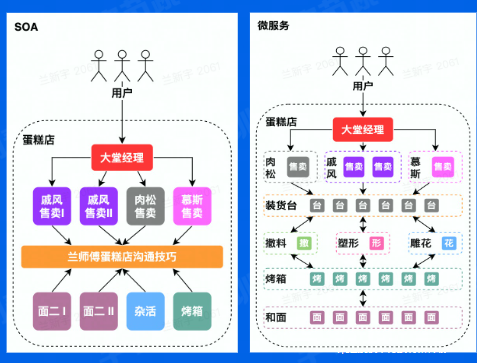 SOA
用户
蛋糕店
大堂经理
戚风
售卖I
戚风
售卖II
肉松
售卖
慕斯
售卖
兰师傅蛋糕店沟通技巧
面二 I
面二 II
杂活
烤箱
微服务
用户
蛋糕店
大堂经理
肉松
售卖
戚风
售卖
售卖
慕斯
售卖
装货台
台 台 台 台 台 台
撒料
撒
塑形
形
雕花
花
烤箱
烤 烤 烤 烤 烤 烤
和面
面 面 面 面 面 面